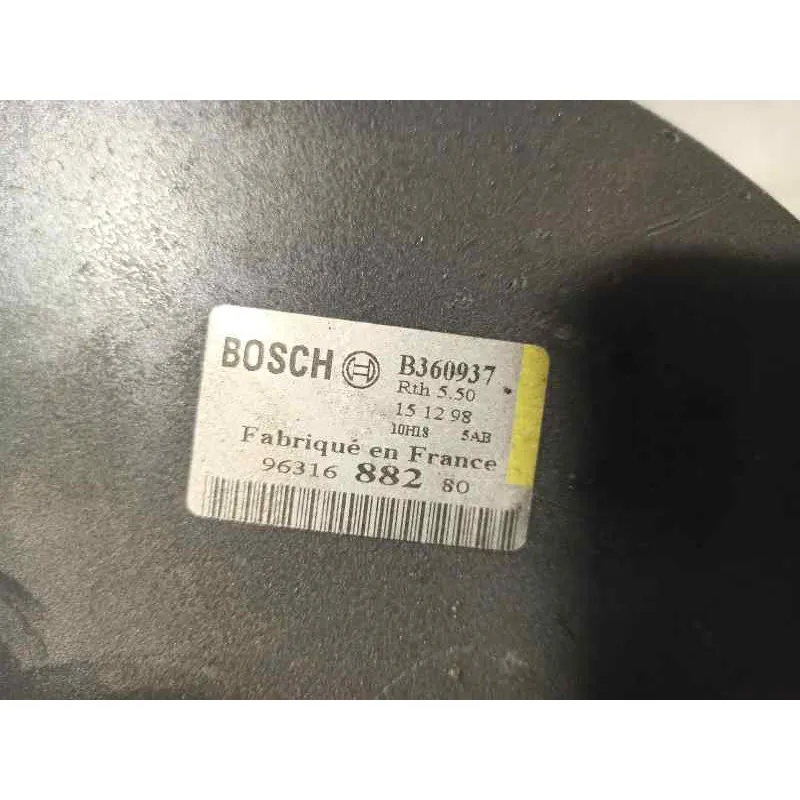 BOSCH B360937
Rth 5.50
15 12 98
10H18 5AB
Fabriqué en France
96316 882 80